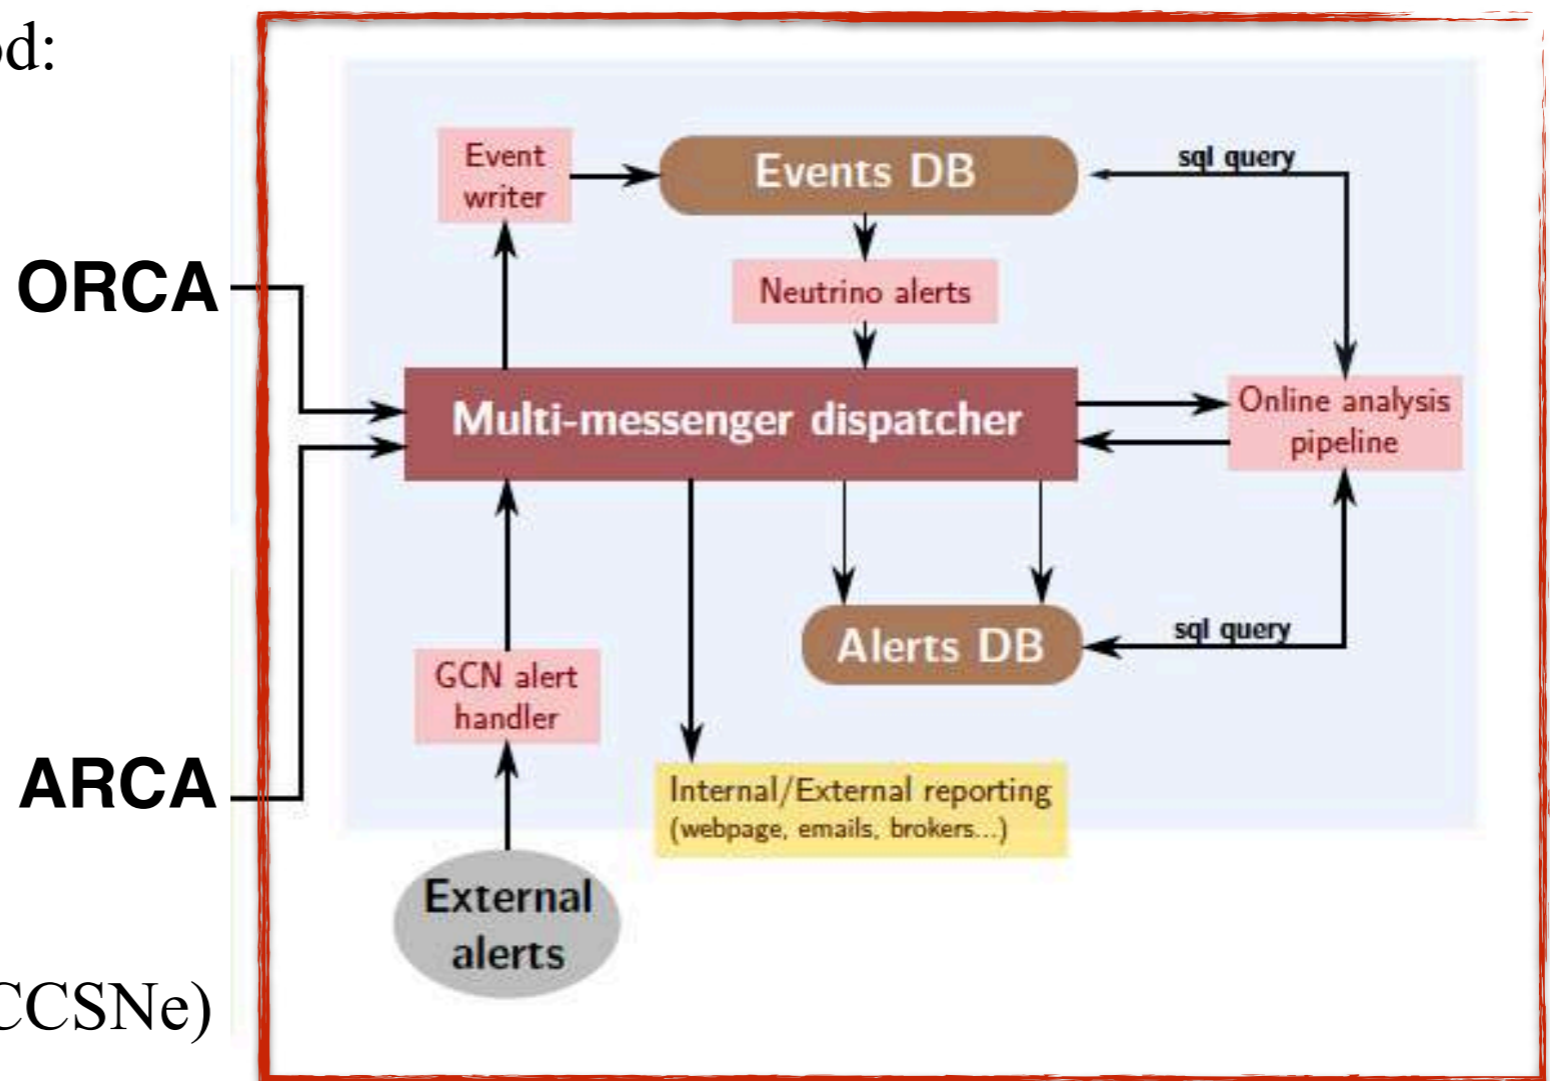 od:
Event
writer
Events DB
sql query
Neutrino alerts
ORCA
Multi-messenger dispatcher
Online analysis
pipeline
Alerts DB
sql query
GCN alert
handler
ARCA
Internal/External reporting
(webpage, emails, brokers...)
External
alerts
CCSNe)